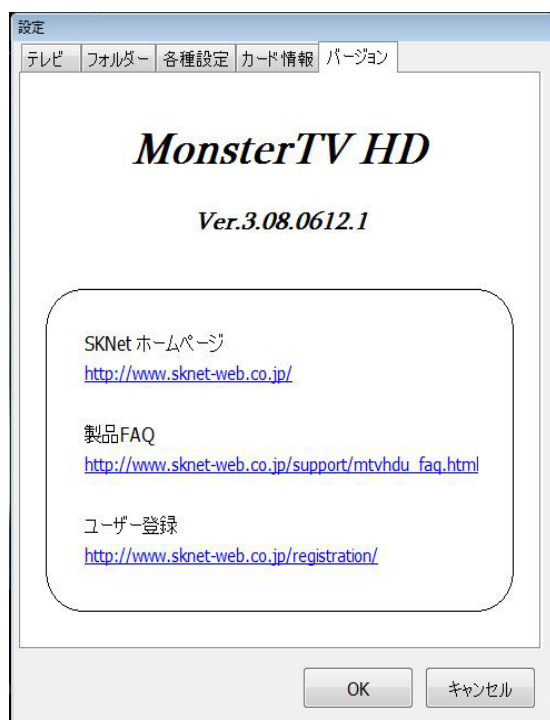 設定
テレビ フォルダー 各種設定 カード情報 バージョン
MonsterTV HD
Ver.3.08.0612.1
SKNet ホームページ
http://www.sknet-web.co.jp/
製品FAQ
http://www.sknet-web.co.jp/support/mtvhdu_faq.html
ユーザー登録
http://www.sknet-web.co.jp/registration/
OK キャンセル